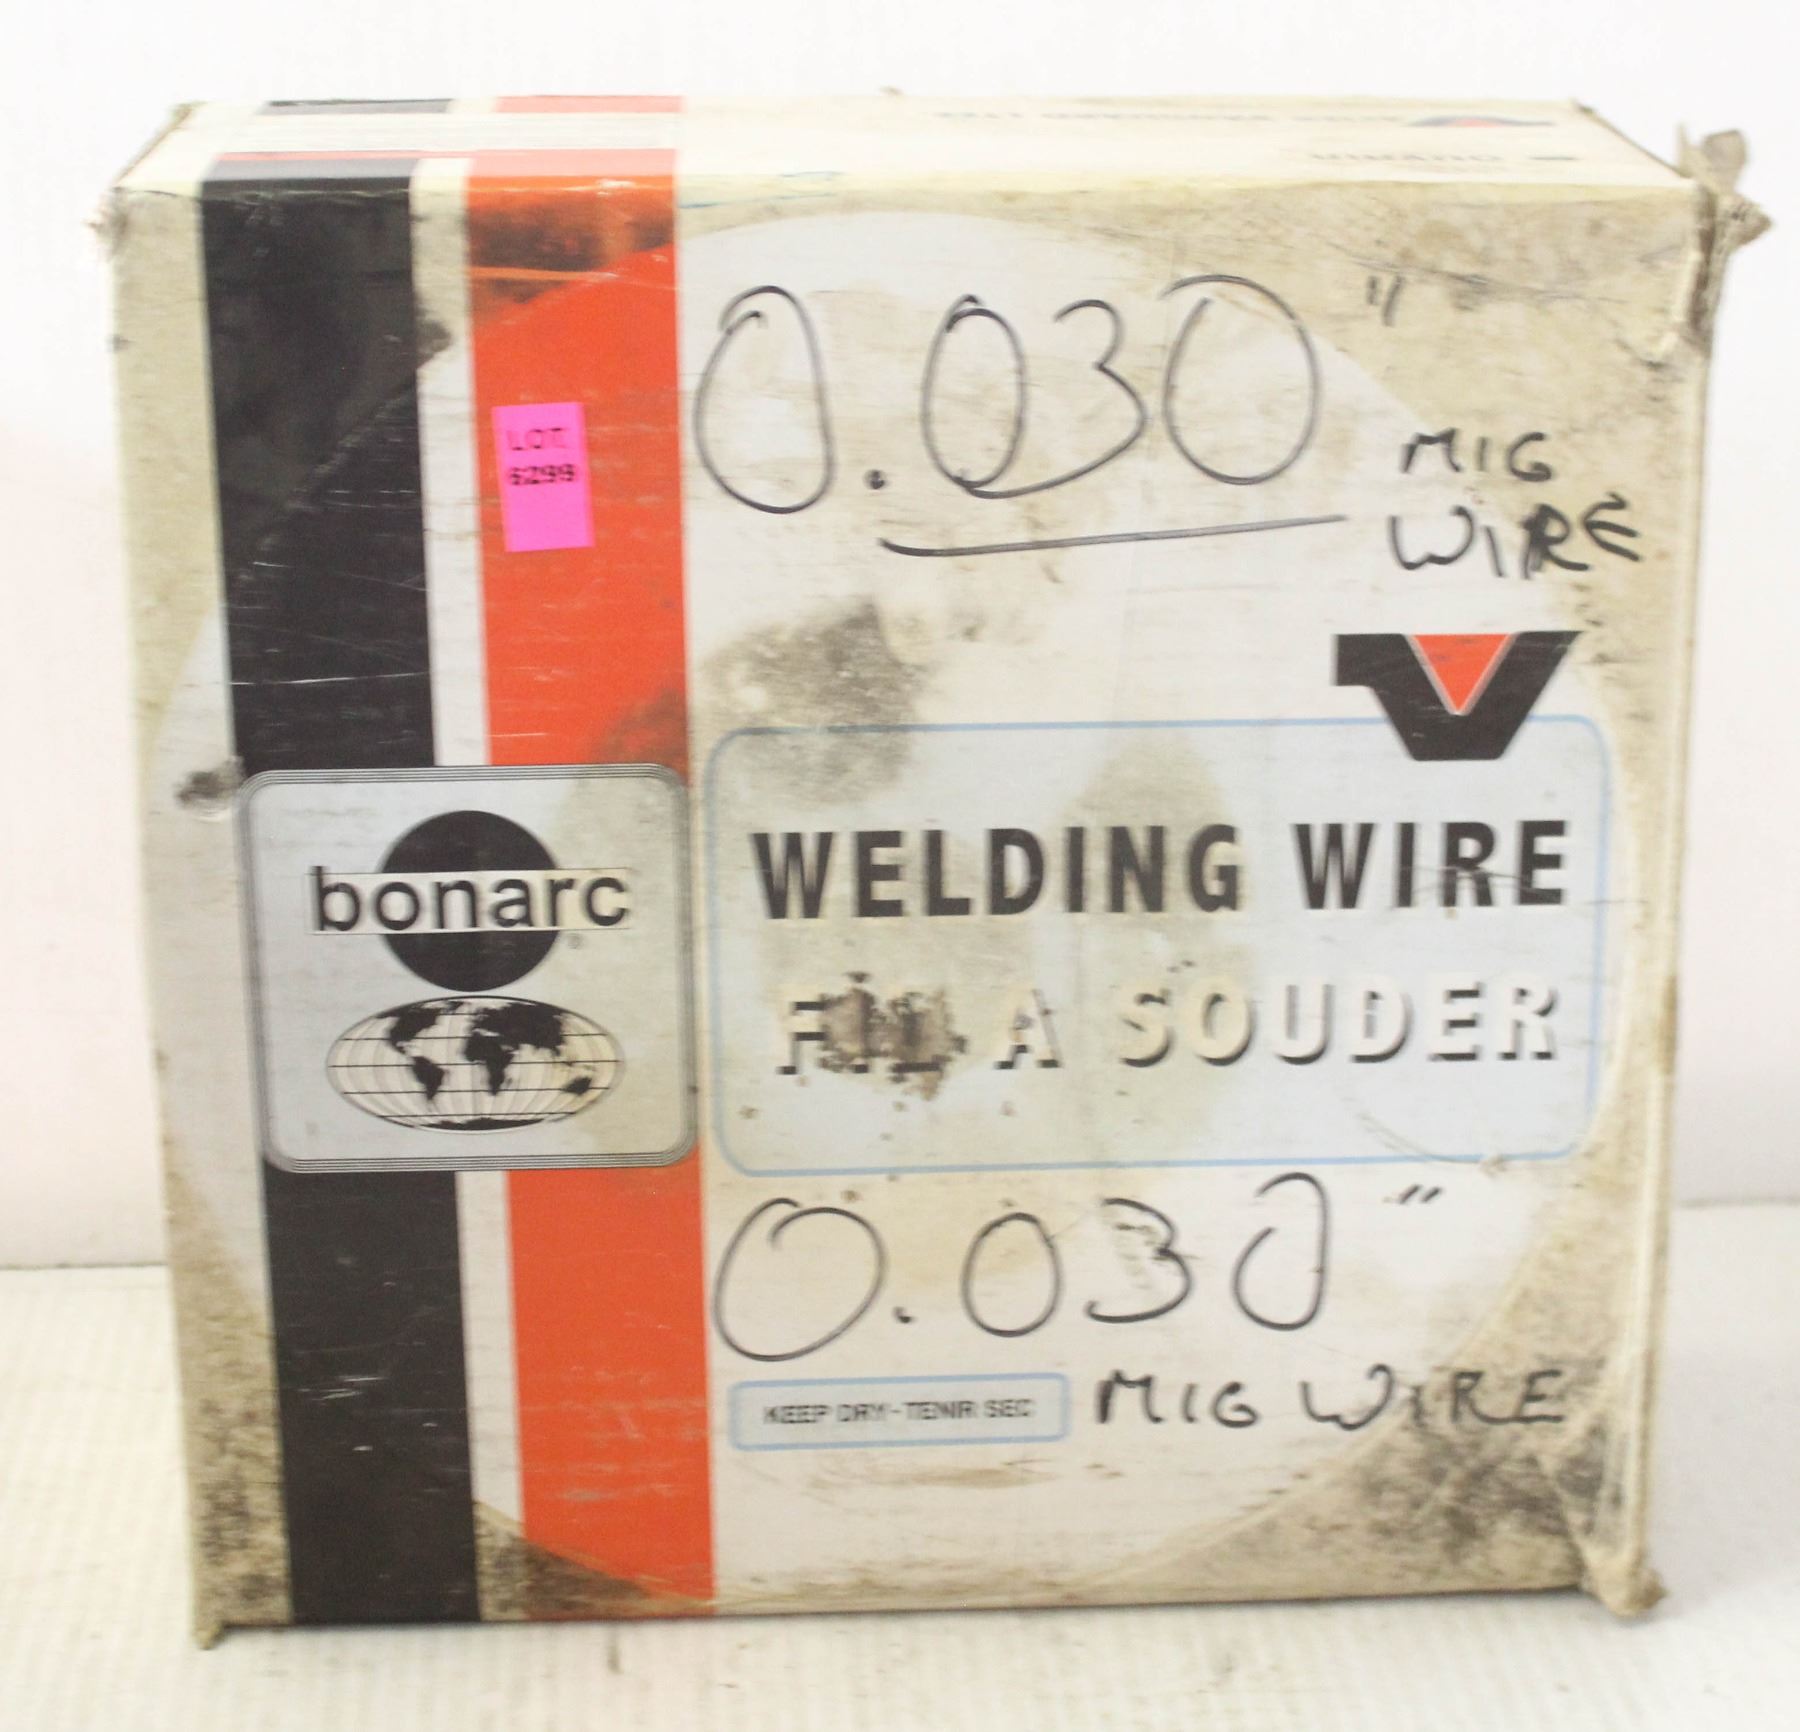 0.030"
MIG
WIRE
LOT
6299
WELDING WIRE
FIL A SOUDER
bonarc
0.030"
KEEP DRY-TENIR SEC
MIG WIRE